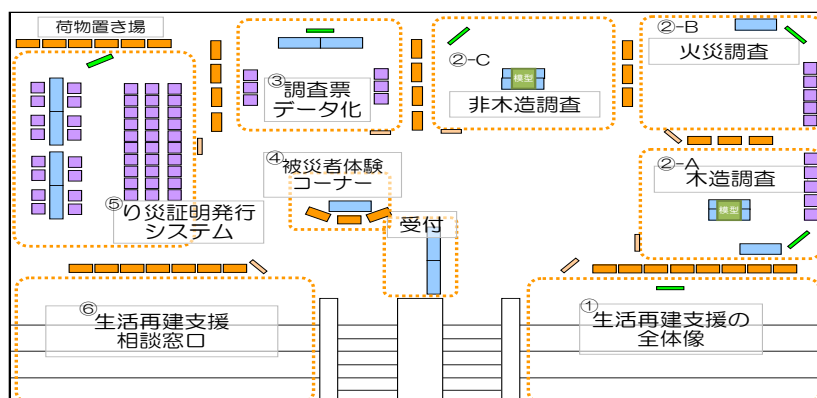 荷物置き場
②-B
火災調査
②-C
模型
非木造調査
③
調査票
データ化
②-A
木造調査
模型
④
被災者体験
コーナー
⑤
り災証明発行
システム
受付
⑥
生活再建支援
相談窓口
①
生活再建支援の
全体像